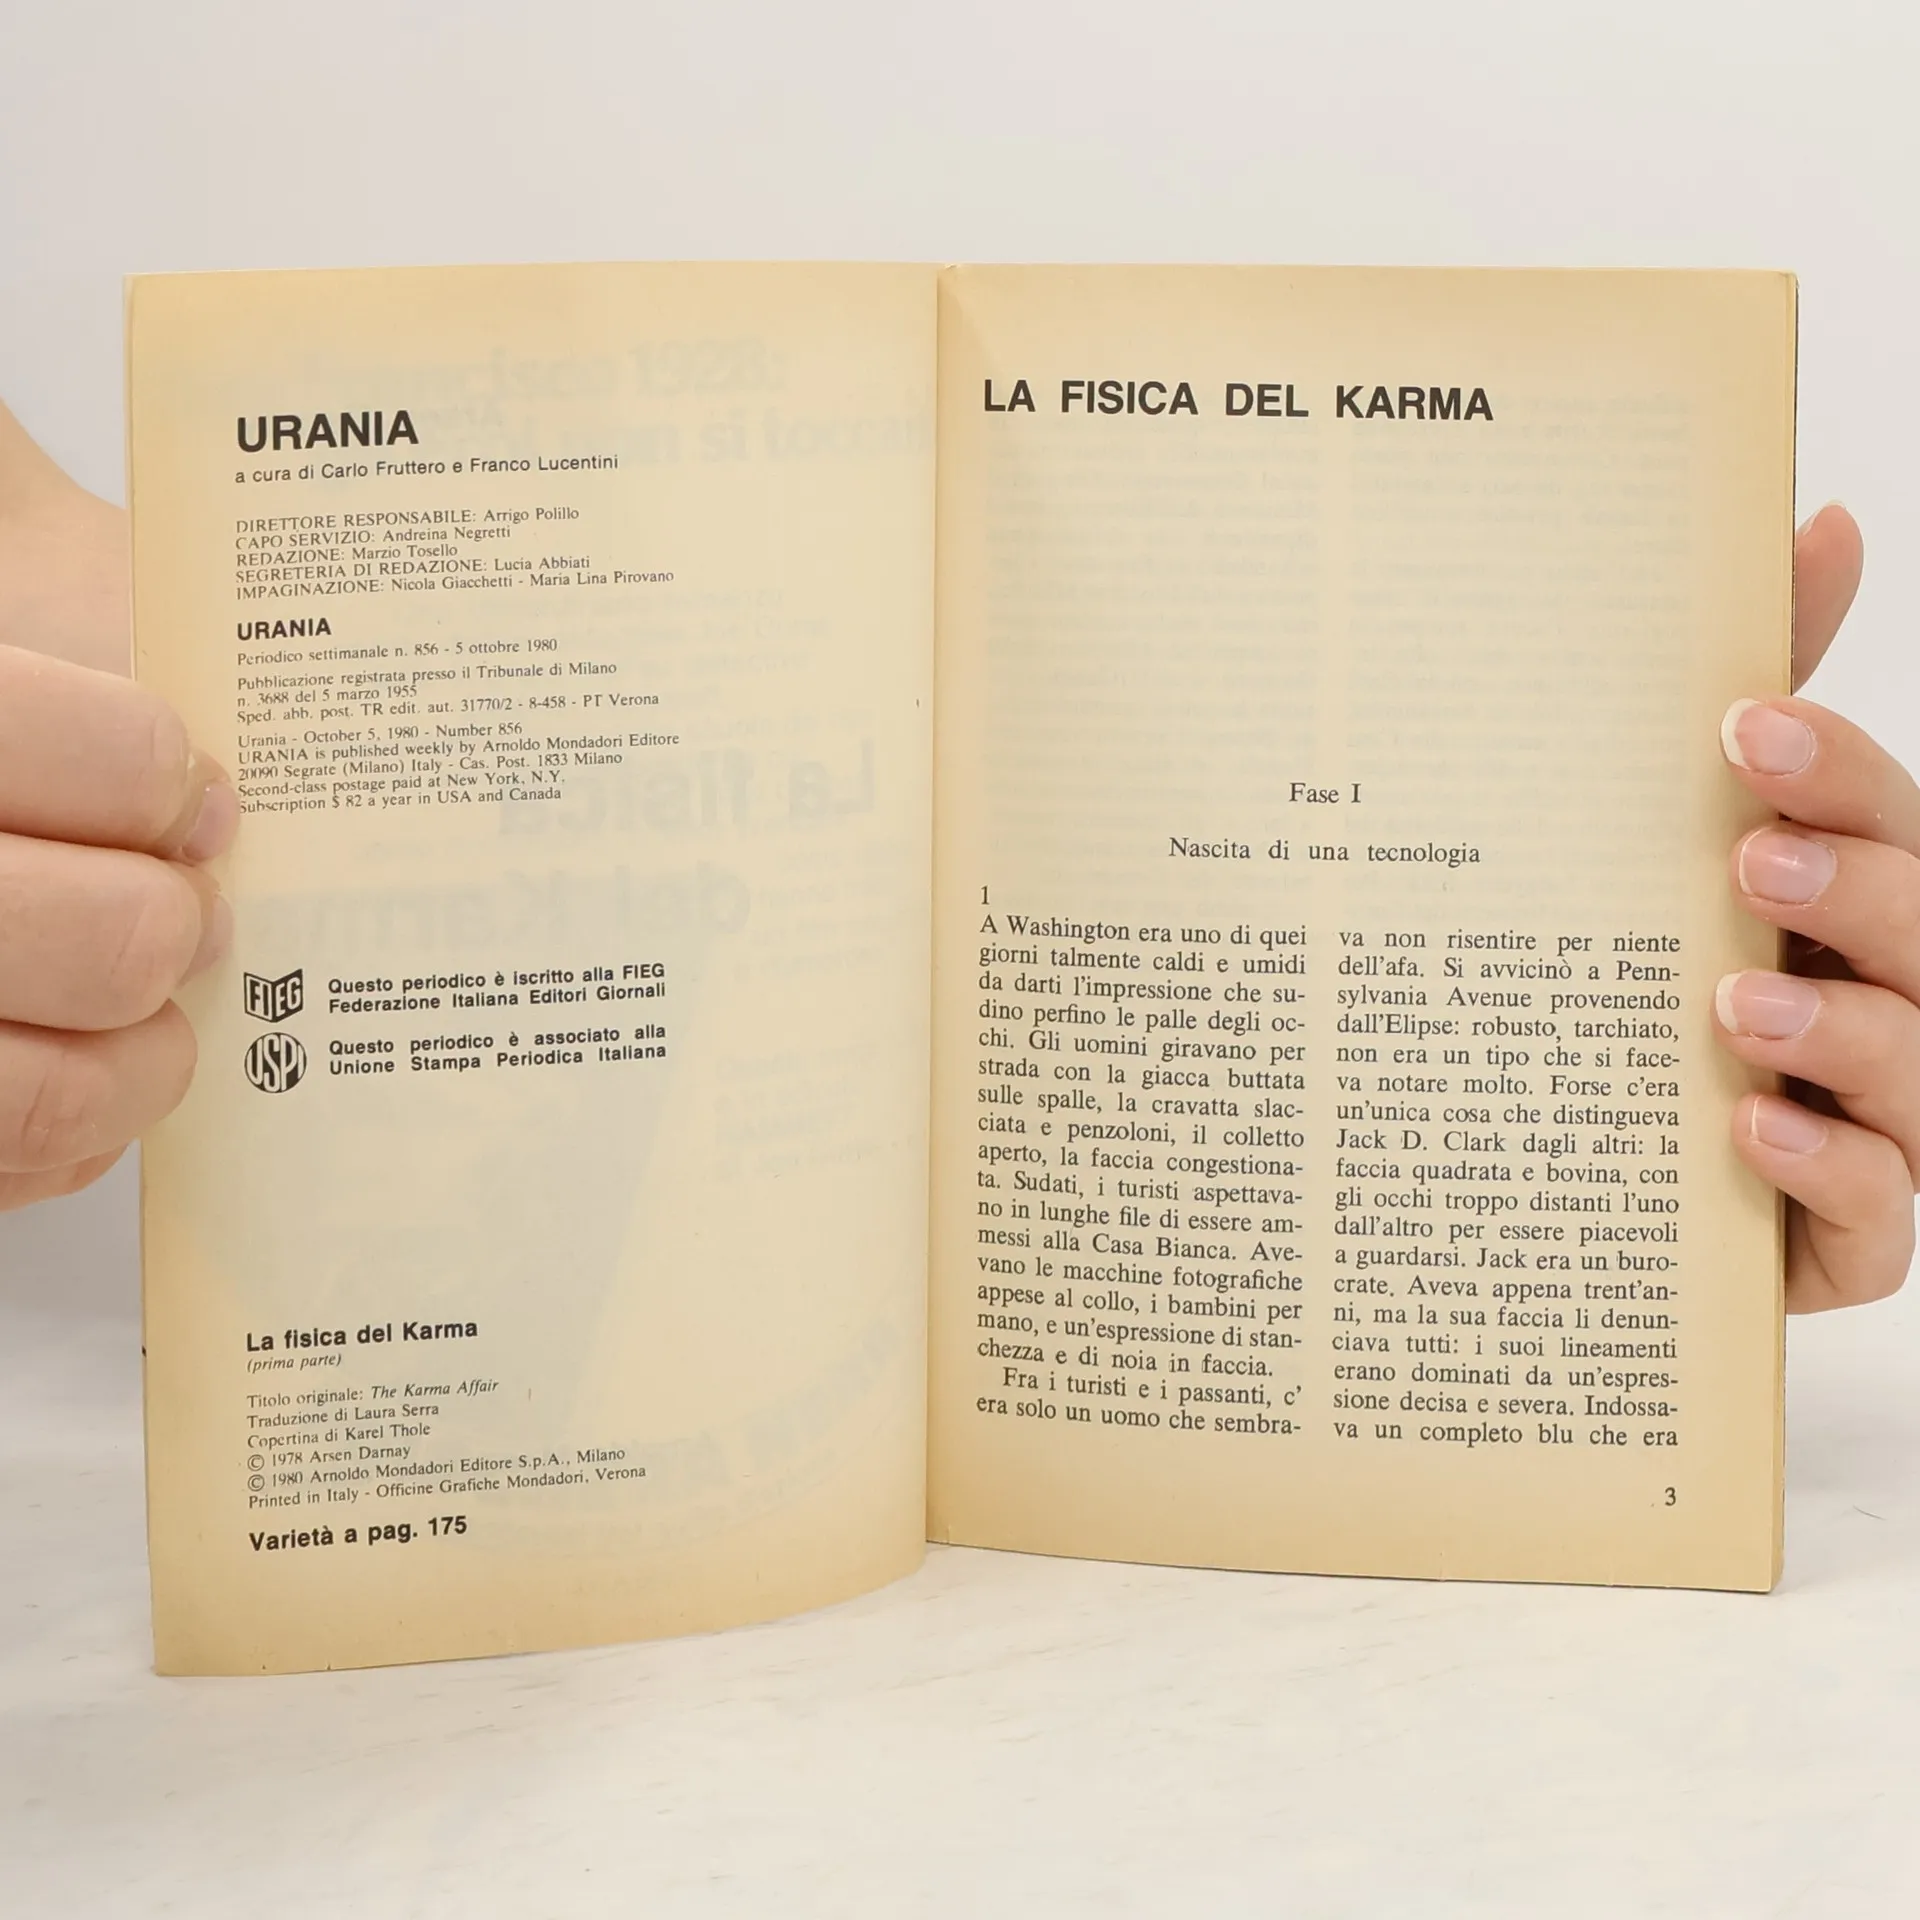 URANIA
a cura di Carlo Fruttero e Franco Lucentini
DIRETTORE RESPONSABILE: Arrigo Polillo
CAPO SERVIZIO: Andreina Negretti
REDAZIONE: Marzio Tosello
SEGRETERIA DI REDAZIONE: Lucia Abbiati
IMPAGINAZIONE: Nicola Giacchetti - Maria Lina Pirovano
URANIA
Periodico settimanale n. 856 - 5 ottobre 1980
Pubblicazione registrata presso il Tribunale di Milano
n. 3688 del 5 marzo 1955
Sped. abb. post. TR edit. aut. 31770/2 - 8-458 - PT Verona
Urania - October 5, 1980 - Number 856
URANIA is published weekly by Arnoldo Mondadori Editore
20090 Segrate (Milano) Italy - Cas. Post. 1833 Milano
Second-class postage paid at New York, N.Y.
Subscription $ 82 a year in USA and Canada
FIEG
Questo periodico è iscritto alla FIEG
Federazione Italiana Editori Giornali
USPI
Questo periodico è associato alla
Unione Stampa Periodica Italiana
La fisica del Karma
(prima parte)
Titolo originale: The Karma Affair
Traduzione di Laura Serra
Copertina di Karel Thole
© 1978 Arsen Darnay
© 1980 Arnoldo Mondadori Editore S.p.A., Milano
Printed in Italy - Officine Grafiche Mondadori, Verona
Varietà a pag. 175
LA FISICA DEL KARMA
Fase I
Nascita di una tecnologia
1
A Washington era uno di quei
giorni talmente caldi e umidi
da darti l'impressione che su-
dino perfino le palle degli oc-
chi. Gli uomini giravano per
strada con la giacca buttata
sulle spalle, la cravatta slac-
ciata e penzoloni, il colletto
aperto, la faccia congestiona-
ta. Sudati, i turisti aspettava-
no in lunghe file di essere am-
messi alla Casa Bianca. Ave-
vano le macchine fotografiche
appese al collo, i bambini per
mano, e un'espressione di stan-
chezza e di noia in faccia.
Fra i turisti e i passanti, c'
era solo un uomo che sembra-
va non risentire per niente
dell'afa. Si avvicinò a Penn-
sylvania Avenue provenendo
dall'Elipse: robusto, tarchiato,
non era un tipo che si face-
va notare molto. Forse c'era
un'unica cosa che distingueva
Jack D. Clark dagli altri: la
faccia quadrata e bovina, con
gli occhi troppo distanti l'uno
dall'altro per essere piacevoli
a guardarsi. Jack era un buro-
crate. Aveva appena trent'an-
ni, ma la sua faccia li denun-
ciava tutti: i suoi lineamenti
erano dominati da un'espres-
sione decisa e severa. Indossa-
va un completo blu che era
3